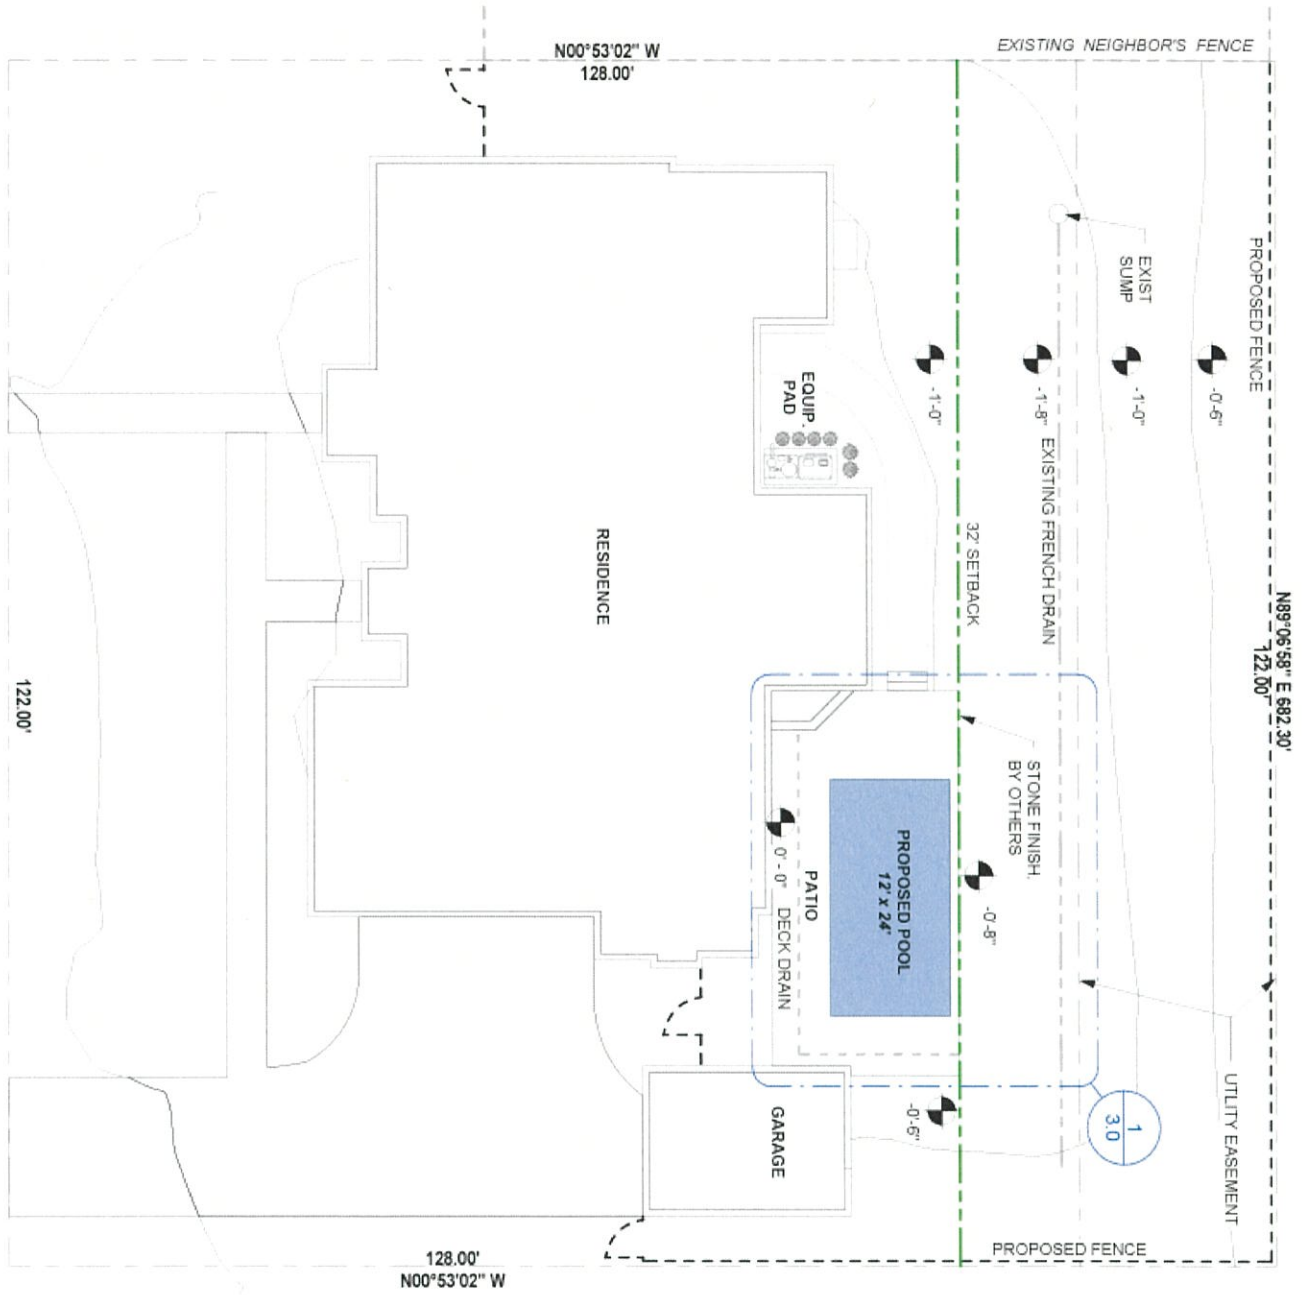 N00°53'02" W
128.00'
EXISTING NEIGHBOR'S FENCE
PROPOSED FENCE
EXIST
SUMP
-0'-6"
-1'-0"
-1'-8"
-1'-0"
EXISTING FRENCH DRAIN
EQUIP.
PAD
32' SETBACK
RESIDENCE
N89°06'58" E 682.30'
122.00'
122.00'
STONE FINISH,
BY OTHERS
PROPOSED POOL
12' x 24'
PATIO
0'-0"
DECK DRAIN
-0'-8"
-0'-6"
GARAGE
1
3.0
UTLITY EASEMENT
PROPOSED FENCE
128.00'
N00°53'02" W